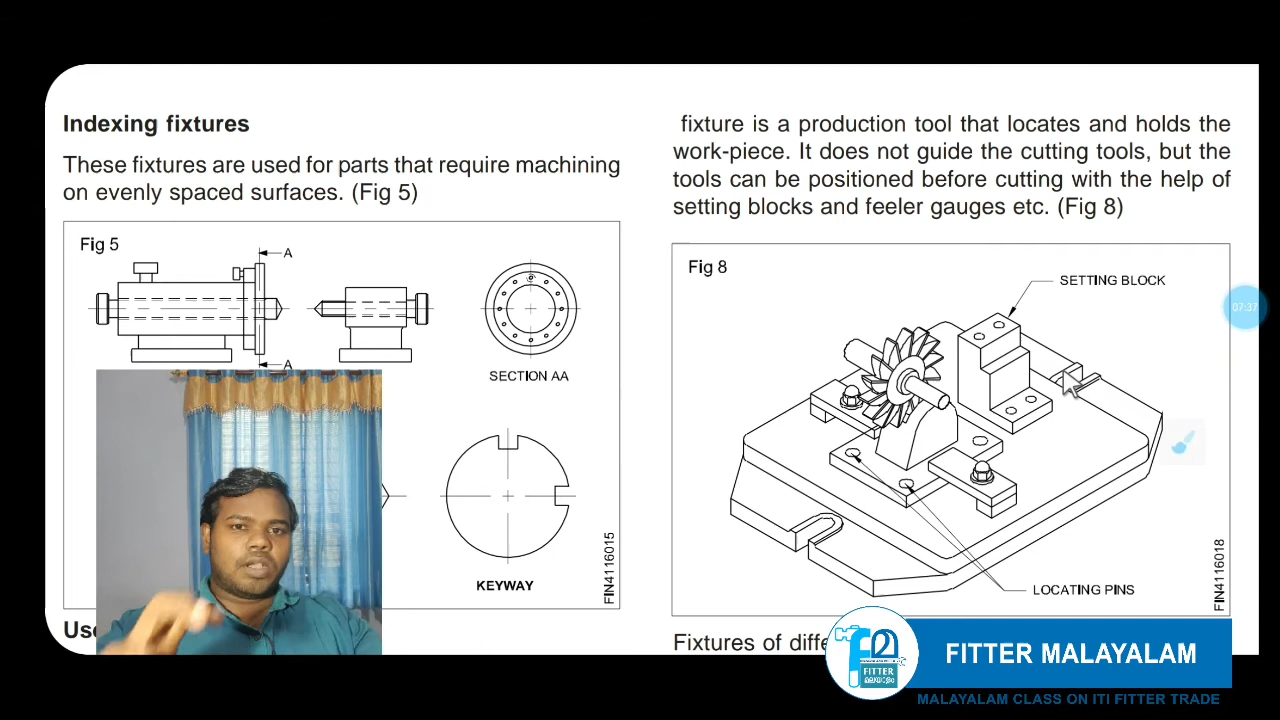 Indexing fixtures
These fixtures are used for parts that require machining
on evenly spaced surfaces. (Fig 5)
Fig 5
A
A
SECTION AA
KEYWAY
FIN4116015
fixture is a production tool that locates and holds the
work-piece. It does not guide the cutting tools, but the
tools can be positioned before cutting with the help of
setting blocks and feeler gauges etc. (Fig 8)
Fig 8
SETTING BLOCK
07:37
LOCATING PINS
FIN4116018
Fixtures of
FITTER
FITTER MALAYALAM
MALAYALAM CLASS ON ITI FITTER TRADE